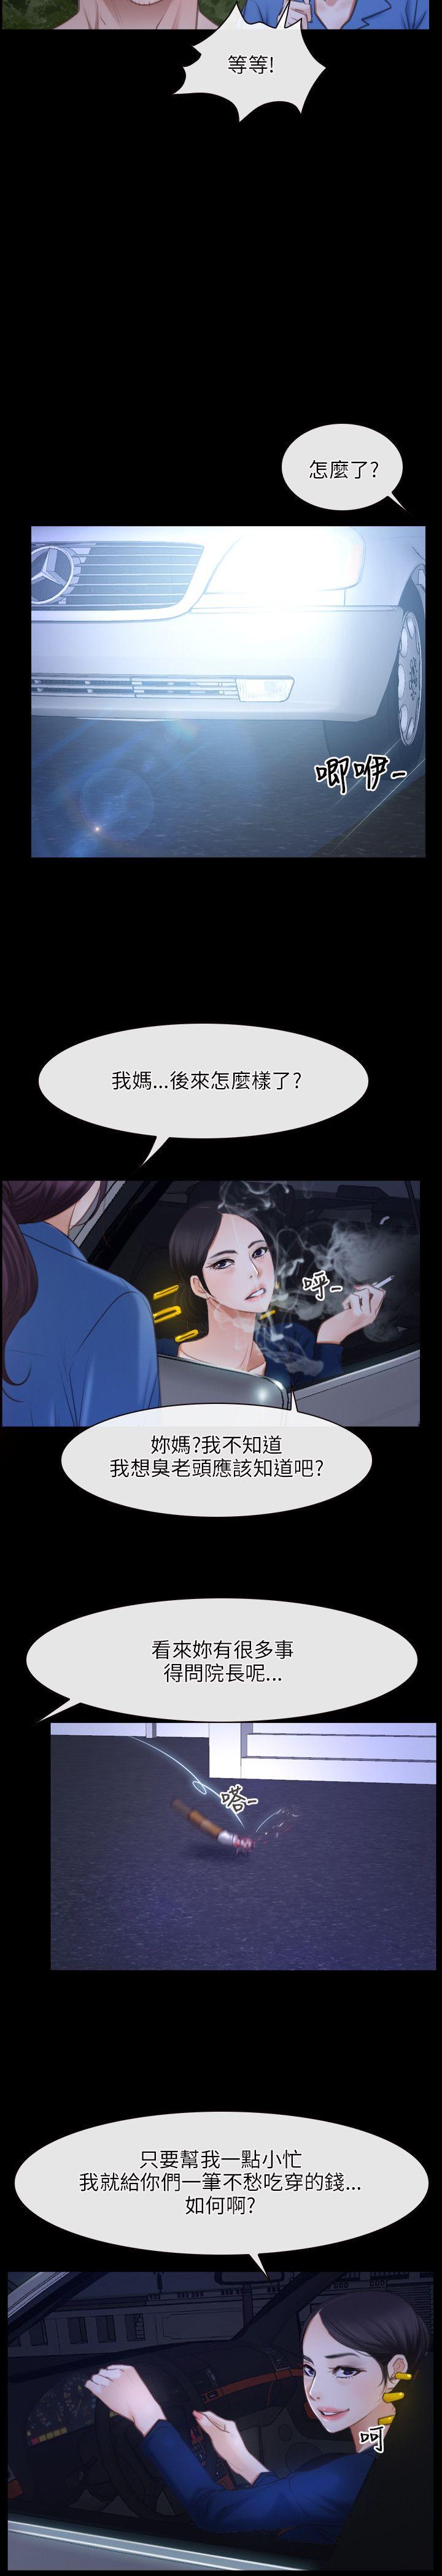 等等!
怎麼了?
唧咿-
我媽...後來怎麼樣了?
呼-
妳媽?我不知道
我想臭老頭應該知道吧?
看來妳有很多事
得問院長呢...
嗒-
只要幫我一點小忙
我就給你們一筆不愁吃穿的錢...
如何啊?
呵